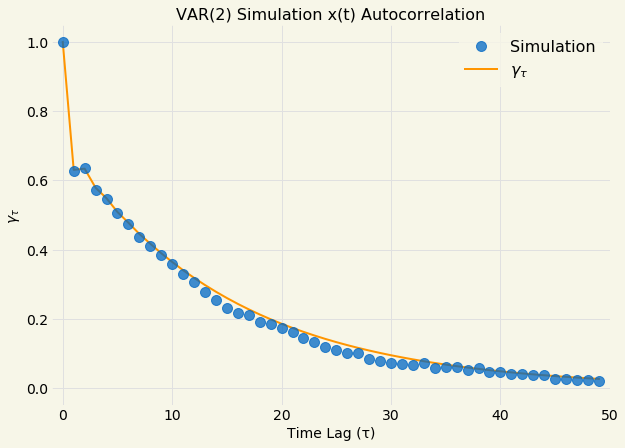 VAR(2) Simulation x(t) Autocorrelation
Simulation
γτ
γτ
1.0
0.8
0.6
0.4
0.2
0.0
0 10 20 30 40 50
Time Lag (τ)